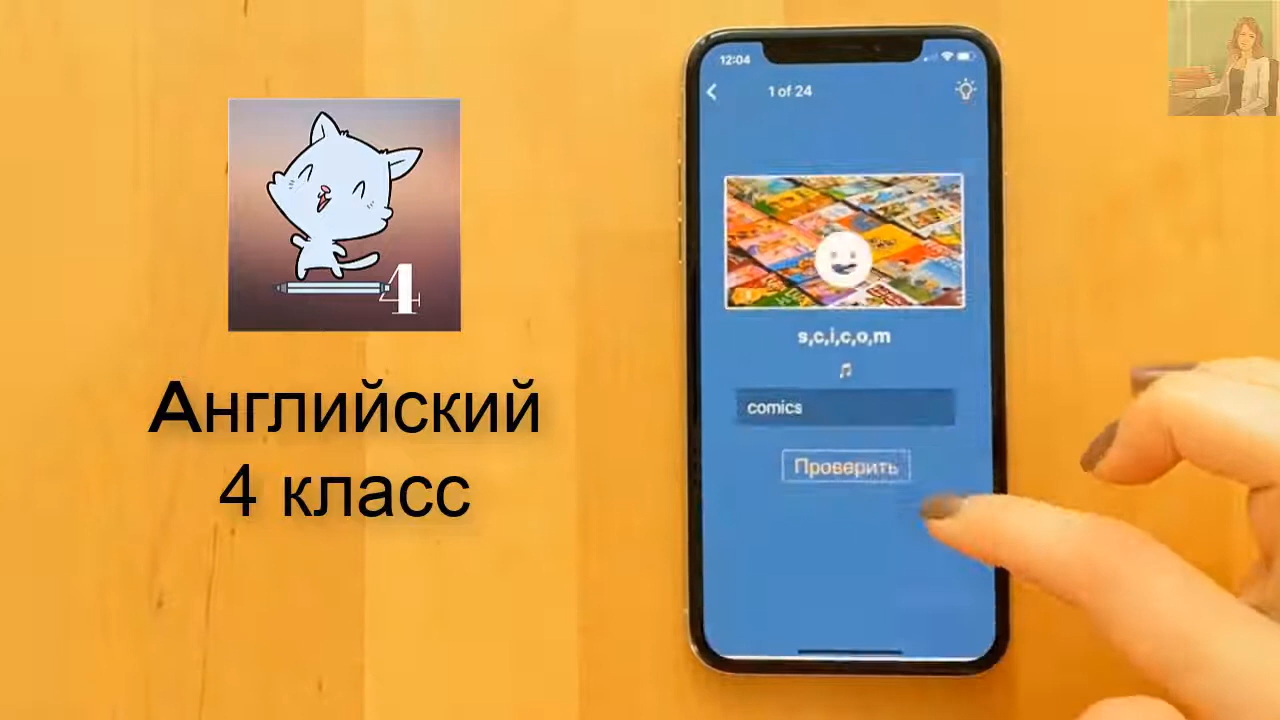 4
Английский
4 класс
12:04
1 of 24
s,c,i,c,o,m
comics
Проверить